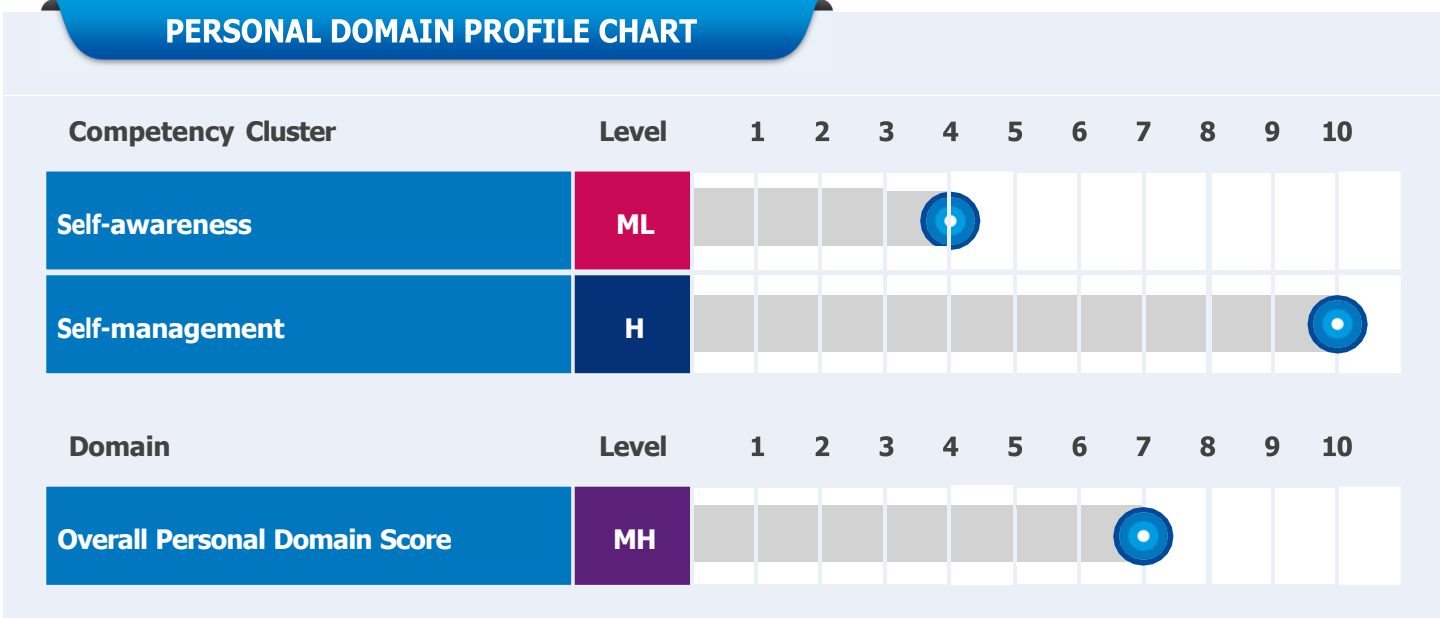 PERSONAL DOMAIN PROFILE CHART
Competency Cluster Level 1 2 3 4 5 6 7 8 9 10
Self-awareness ML
Self-management H
Domain Level 1 2 3 4 5 6 7 8 9 10
Overall Personal Domain Score MH